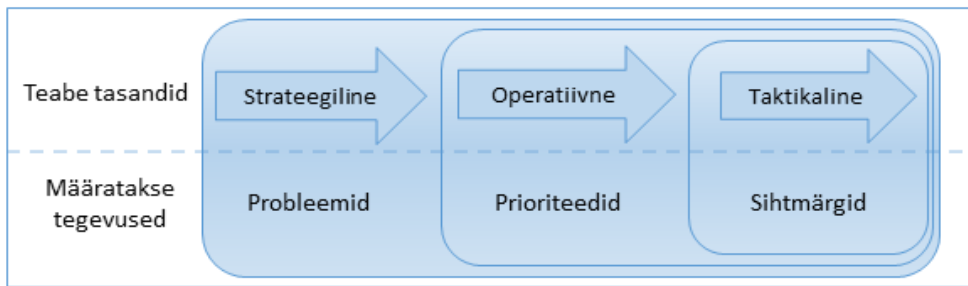 Teabe tasandid
Strateegiline
Operatiivne
Taktikaline
Määratakse
tegevused
Probleemid
Prioriteedid
Sihtmärgid